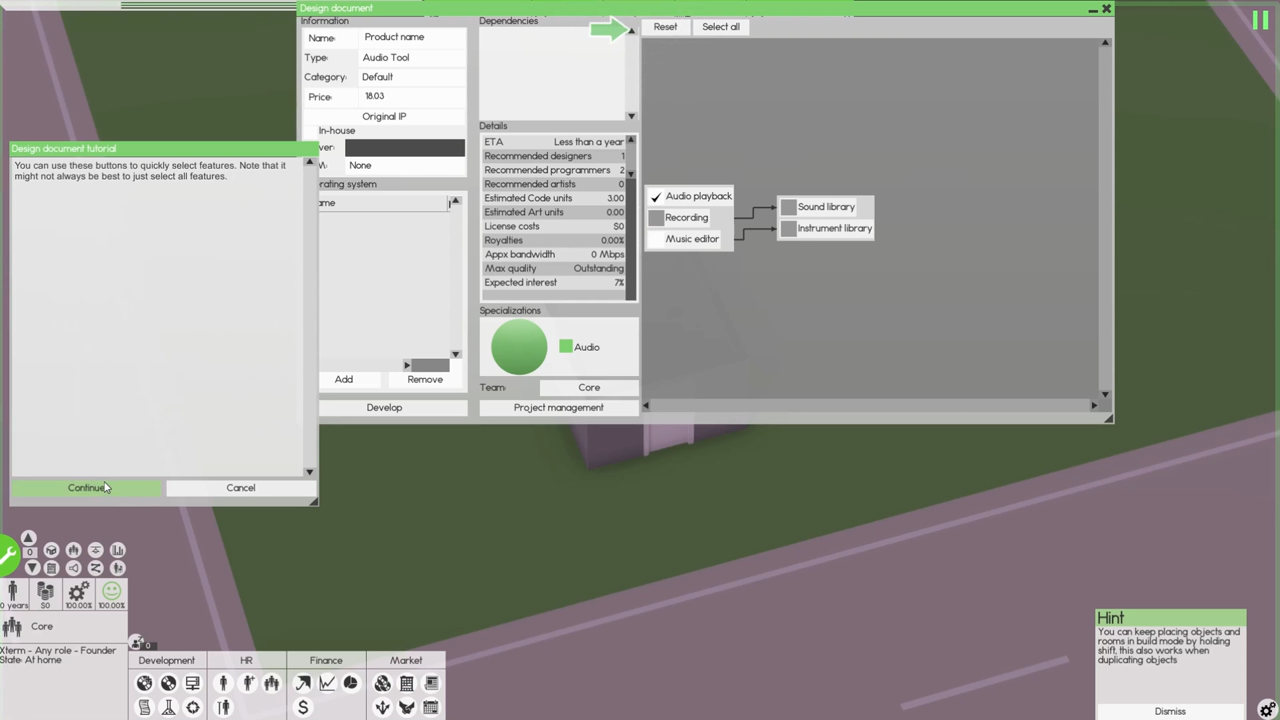 Design document
Information
Name:
Product name
Type:
Audio Tool
Category:
Default
Price:
18.03
Original IP
In-house
None
Name
Add
Remove
Develop
Dependencies
Details
ETA
Less than a year
Recommended designers
1
Recommended programmers
2
Recommended artists
0
Estimated Code units
3.00
Estimated Art units
0.00
License costs
$0
Royalties
0.00%
Appx bandwidth
0 Mbps
Max quality
Outstanding
Expected interest
7%
Specializations
Audio
Team:
Core
Project management
Reset
Select all
Audio playback
Recording
Music editor
Sound library
Instrument library
Design document tutorial
You can use these buttons to quickly select features. Note that it
might not always be best to just select all features.
Continue
Cancel
0
0 years
$0
100.00%
100.00%
Core
Xterm - Any role - Founder
State: At home
0
Development
HR
Finance
Market
Hint
You can keep placing objects and
rooms in build mode by holding
shift, this also works when
duplicating objects
Dismiss